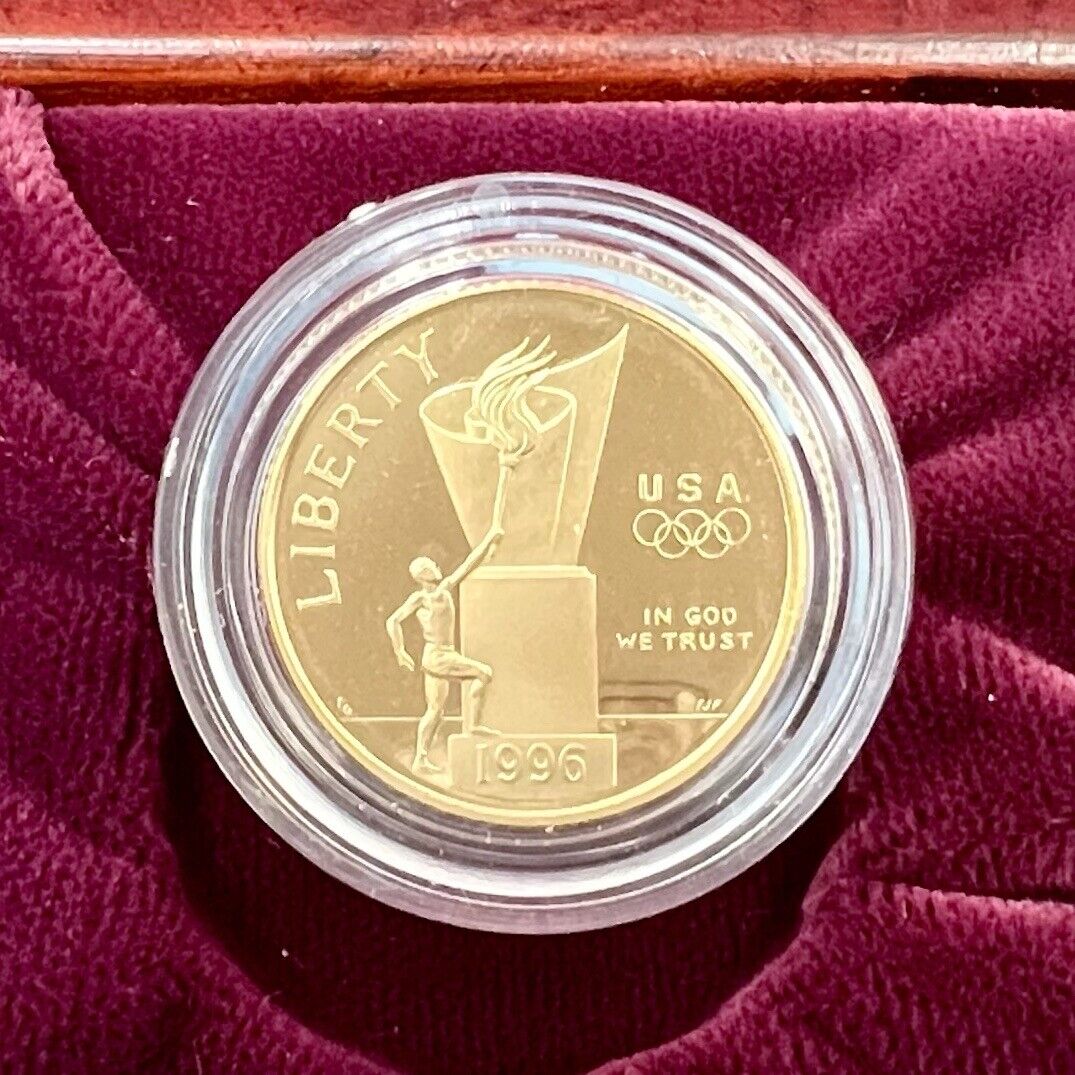 LIBERTY
USA
IN GOD
WE TRUST
1996